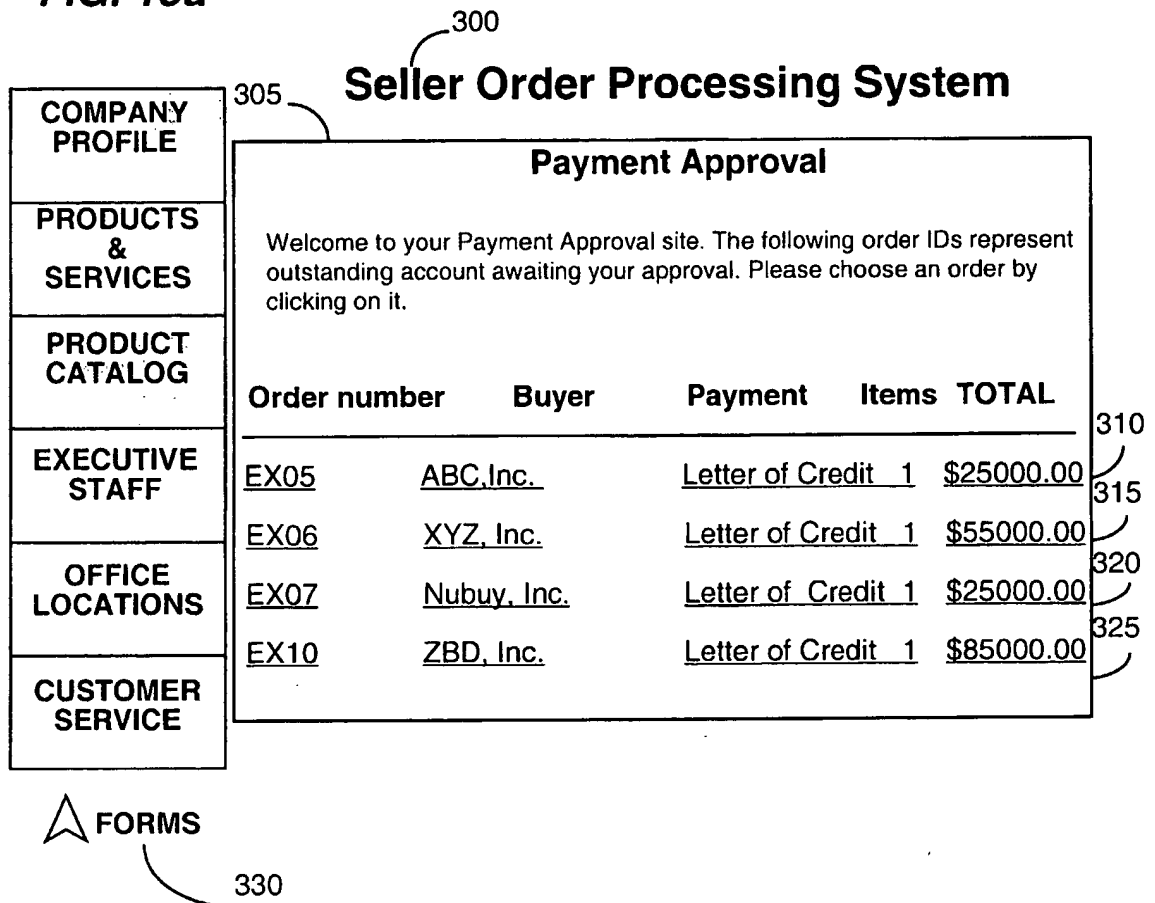 300
Seller Order Processing System
305
COMPANY
PROFILE
PRODUCTS
&
SERVICES
PRODUCT
CATALOG
EXECUTIVE
STAFF
OFFICE
LOCATIONS
CUSTOMER
SERVICE
Payment Approval
Welcome to your Payment Approval site. The following order IDs represent
outstanding account awaiting your approval. Please choose an order by
clicking on it.
Order number Buyer Payment Items TOTAL
310
EX05 ABC,Inc. Letter of Credit 1 $25000.00
315
EX06 XYZ, Inc. Letter of Credit 1 $55000.00
320
EX07 Nubuy, Inc. Letter of Credit 1 $25000.00
325
EX10 ZBD, Inc. Letter of Credit 1 $85000.00
FORMS
330